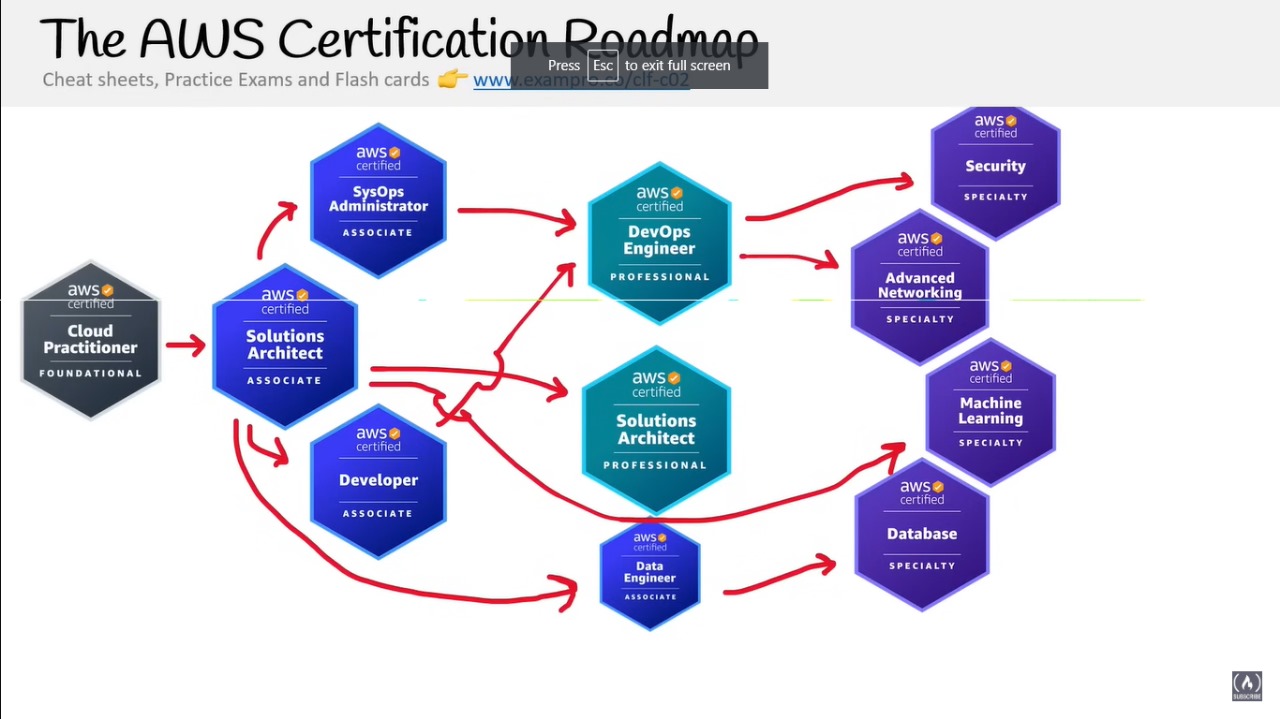 The AWS Certification Roadmap
Press Esc to exit full screen
Cheat sheets, Practice Exams and Flash cards 👉 www.exampro.co/clf-c02
aws
certified
Cloud
Practitioner
FOUNDATIONAL
aws
certified
SysOps
Administrator
ASSOCIATE
aws
certified
Solutions
Architect
ASSOCIATE
aws
certified
Developer
ASSOCIATE
aws
certified
DevOps
Engineer
PROFESSIONAL
aws
certified
Solutions
Architect
PROFESSIONAL
aws
certified
Data
Engineer
ASSOCIATE
aws
certified
Security
SPECIALTY
aws
certified
Advanced
Networking
SPECIALTY
aws
certified
Machine
Learning
SPECIALTY
aws
certified
Database
SPECIALTY
SUBSCRIBE